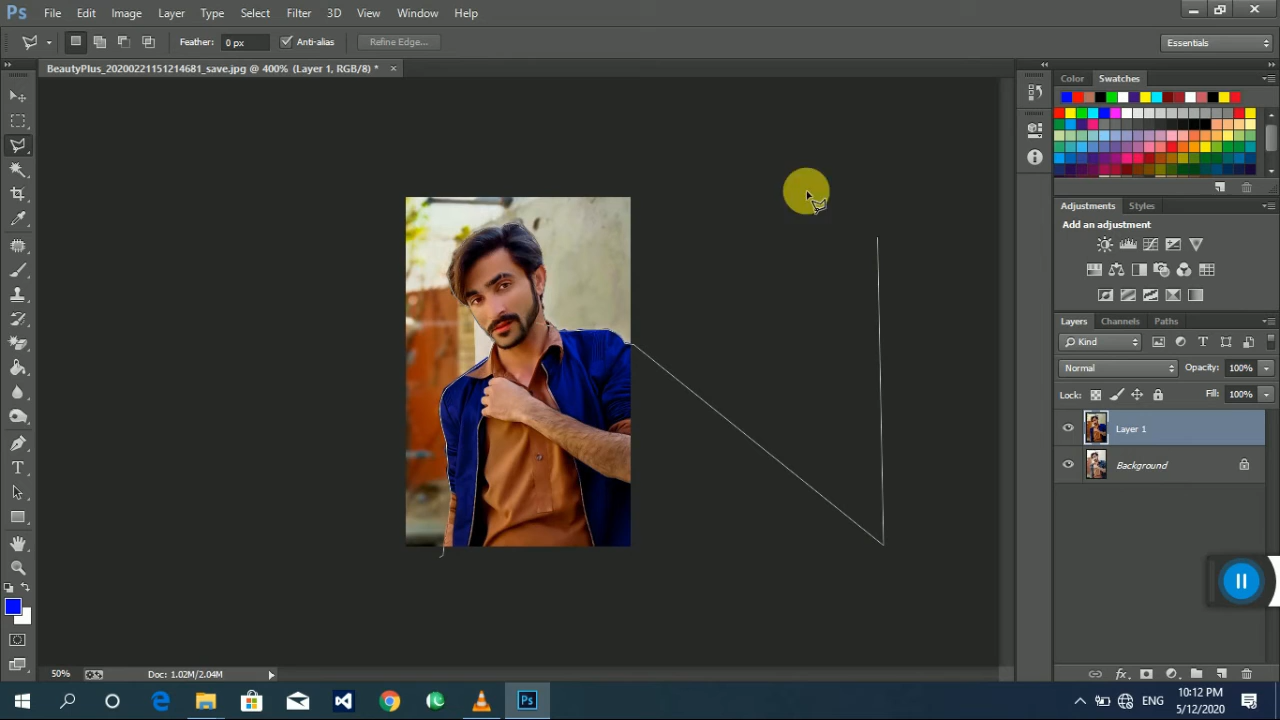 Ps File Edit Image Layer Type Select Filter 3D View Window Help
Feather: 0 px Anti-alias Refine Edge... Essentials
BeautyPlus_20200221151214681_save.jpg @ 400% (Layer 1, RGB/8) *
Color Swatches
Adjustments Styles
Add an adjustment
Layers Channels Paths
Kind
Normal Opacity: 100%
Lock: Fill: 100%
Layer 1
Background
50% Doc: 1.02M/2.04M
Ps ENG 10:12 PM
5/12/2020